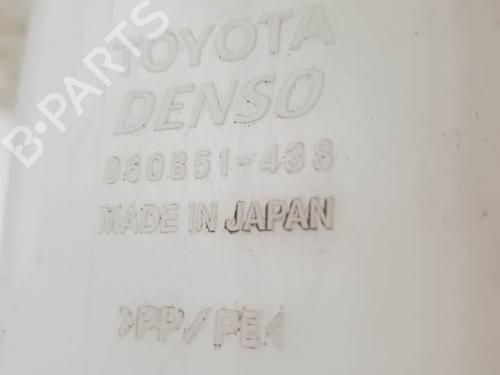 TOYOTA
DENSO
060851-438
MADE IN JAPAN
>PP/PE<
B-PARTS